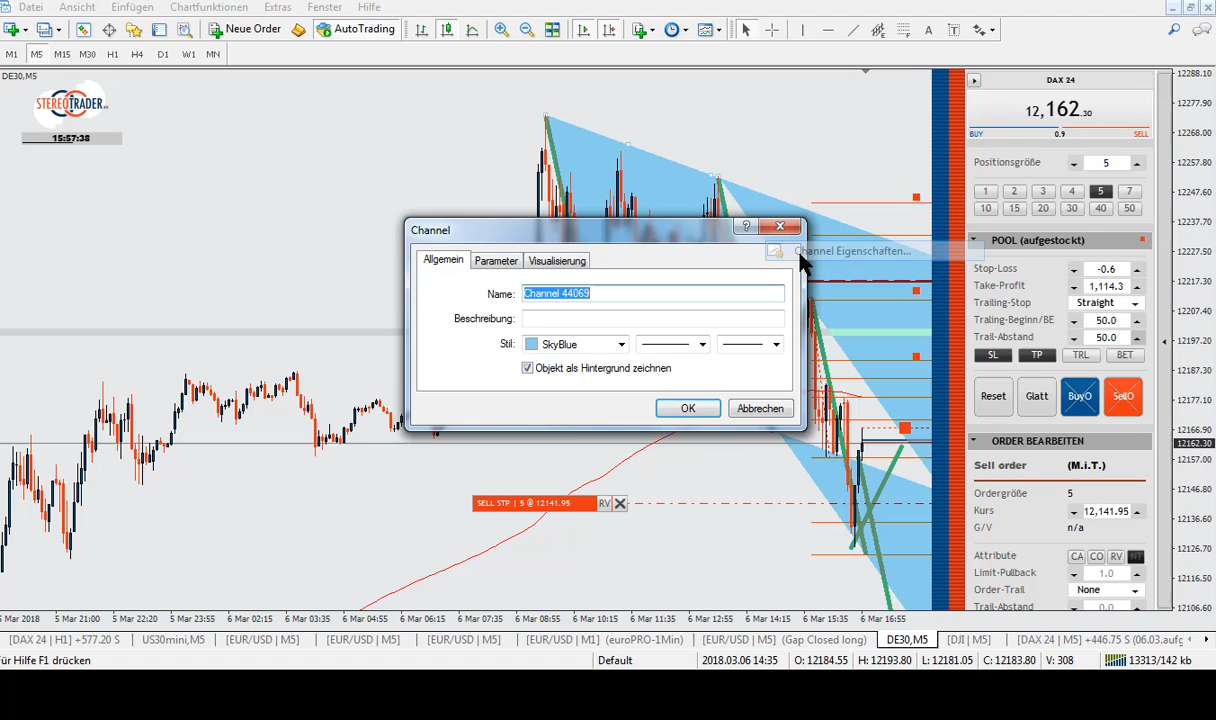 Datei Ansicht Einfügen Chartfunktionen Extras Fenster Hilfe
Neue Order AutoTrading A T
M1 M5 M15 M30 H1 H4 D1 W1 MN
DE30,M5
STEREOTRADER
15:57:38
DAX 24
12,162.30
BUY 0.9 SELL
Positionsgröße 5
1 2 3 4 5 7
10 15 20 30 40 50
POOL (aufgestockt)
Stop-Loss -0.6
Take-Profit 1,114.3
Trailing-Stop Straight
Traling-Beginn/BE 50.0
Trail-Abstand 50.0
SL TP TRL BET
Reset Glatt BuyO SellO
ORDER BEARBEITEN
Sell order (M.i.T.)
Ordergröße 5
Kurs 12,141.95
G/V n/a
Attribute CA CO RV
Limit-Pullback 1.0
Order-Trail None
Trail-Abstand 0.0
Channel
?
Channel Eigenschaften...
Allgemein Parameter Visualisierung
Name: Channel 44069
Beschreibung:
Stil: SkyBlue
Objekt als Hintergrund zeichnen
OK Abbrechen
SELL STP | 5 @ 12141.95 RV
12288.10
12277.90
12268.00
12257.80
12247.60
12237.70
12227.50
12217.30
12207.40
12197.20
12187.30
12177.10
12166.90
12162.30
12157.00
12146.80
12136.60
12126.70
12116.50
12106.60
5 Mar 2018 5 Mar 21:00 5 Mar 22:25 5 Mar 23:55 6 Mar 02:15 6 Mar 03:35 6 Mar 04:55 6 Mar 06:15 6 Mar 07:35 6 Mar 08:55 6 Mar 10:10 6 Mar 11:35 6 Mar 12:55 6 Mar 14:15 6 Mar 15:35 6 Mar 16:55
[DAX 24 | H1] +577.20 S US30mini,M5 [EUR/USD | M5] [EUR/USD | M5] [EUR/USD | M5] [EUR/USD | M1] (euroPRO-1Min) [EUR/USD | M5] (Gap Closed long) DE30,M5 [DJI | M5] [DAX 24 | M5] +446.75 S (06.03.aufg
für Hilfe F1 drücken Default 2018.03.06 14:35 O: 12184.55 H: 12193.80 L: 12181.05 C: 12183.80 V: 308 13313/142 kb